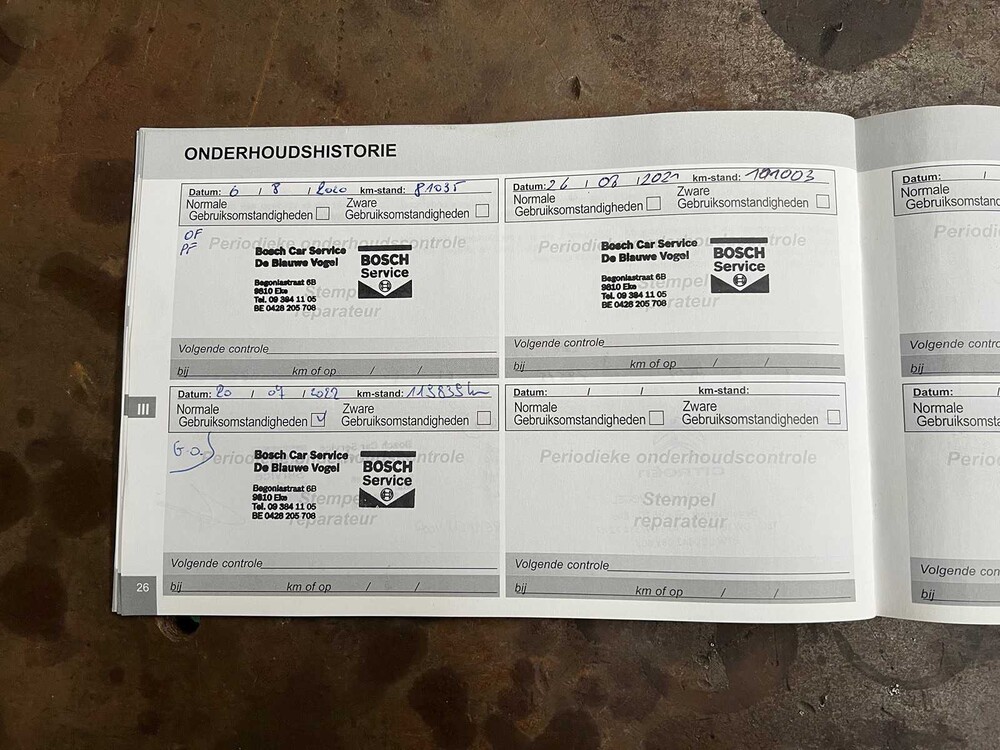 ONDERHOUDSHISTORIE
Datum: 6 / 8 / 2020 km-stand: 81035
Normale
Gebruiksomstandigheden
Zware
Gebruiksomstandigheden
OF
PF
Periodieke onderhoudscontrole
Bosch Car Service
De Blauwe Vogel
Begoniastraat 6B
9810 Eke
Tel. 09 384 11 05
BE 0428 205 708
BOSCH
Service
Stempel
reparateur
Volgende controle
bij km of op / /
Datum: 26 / 08 / 2021 km-stand: 101003
Normale
Gebruiksomstandigheden
Zware
Gebruiksomstandigheden
Periodieke onderhoudscontrole
Bosch Car Service
De Blauwe Vogel
Begoniastraat 6B
9810 Eke
Tel. 09 384 11 05
BE 0428 205 708
BOSCH
Service
Stempel
reparateur
Volgende controle
bij km of op / /
Datum: 20 / 07 / 2022 km-stand: 119839 km
Normale
Gebruiksomstandigheden
Zware
Gebruiksomstandigheden
G.O.
Periodieke onderhoudscontrole
Bosch Car Service
De Blauwe Vogel
Begoniastraat 6B
9810 Eke
Tel. 09 384 11 05
BE 0428 205 708
BOSCH
Service
Stempel
reparateur
Volgende controle
bij km of op / /
Datum: / / km-stand:
Normale
Gebruiksomstandigheden
Zware
Gebruiksomstandigheden
Periodieke onderhoudscontrole
Stempel
reparateur
Volgende controle
bij km of op / /
III
26
Datum: /
Normale
Gebruiksomstand
Perio
Volgende contr
bij
Datum: /
Normale
Gebruiksomstan
Perio
Volgende con
bij